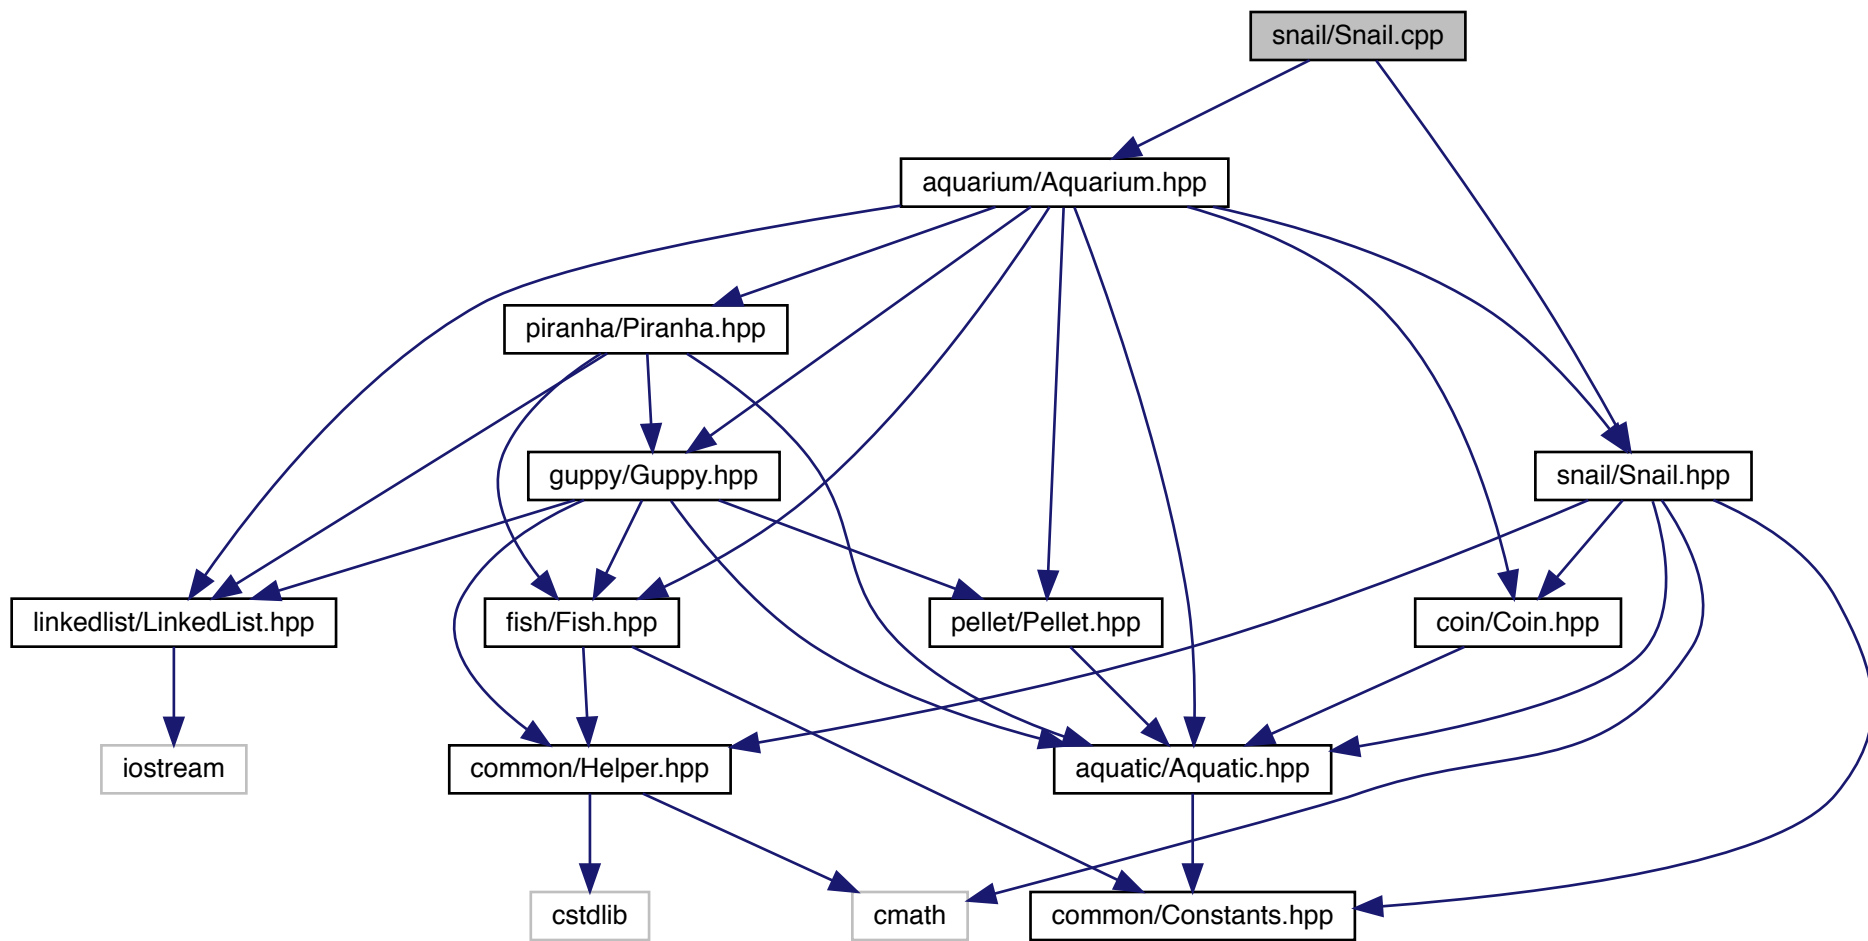 snail/Snail.cpp
aquarium/Aquarium.hpp
piranha/Piranha.hpp
guppy/Guppy.hpp
snail/Snail.hpp
linkedlist/LinkedList.hpp
fish/Fish.hpp
pellet/Pellet.hpp
coin/Coin.hpp
iostream
common/Helper.hpp
aquatic/Aquatic.hpp
cstdlib
cmath
common/Constants.hpp